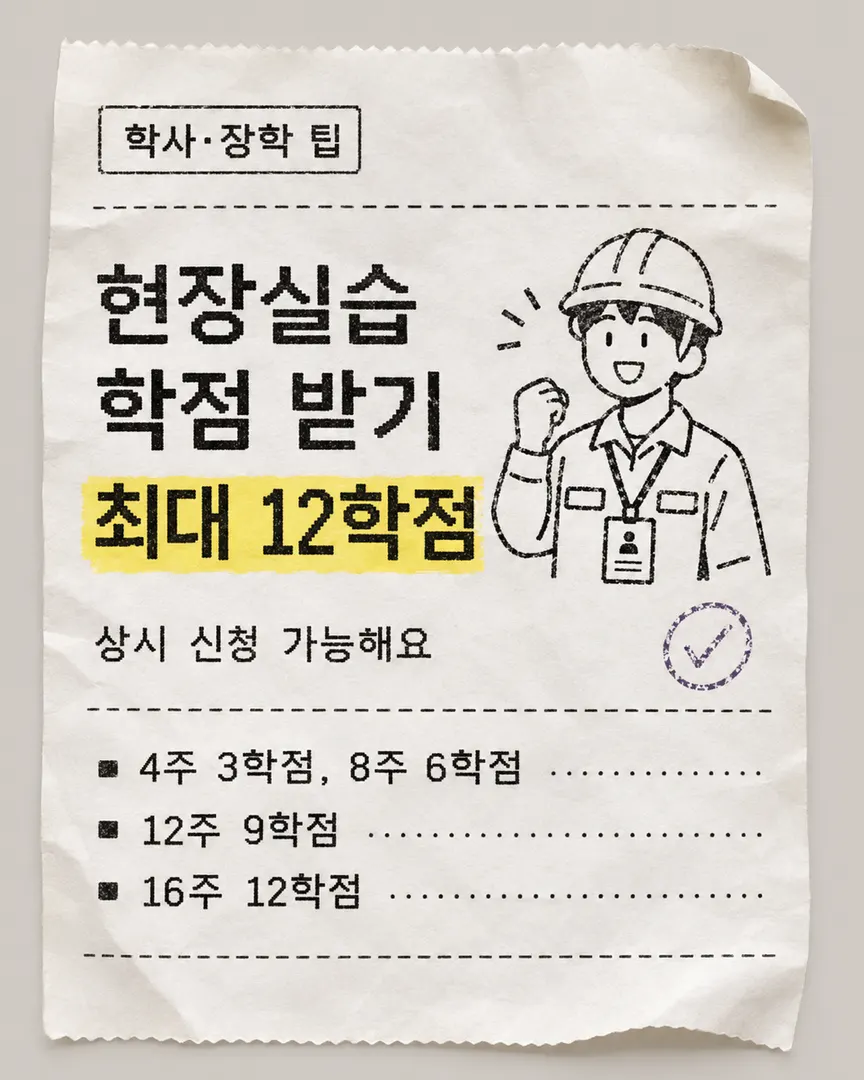 학사·장학 팁
현장실습
학점 받기
최대 12학점
상시 신청 가능해요
4주 3학점, 8주 6학점
12주 9학점
16주 12학점